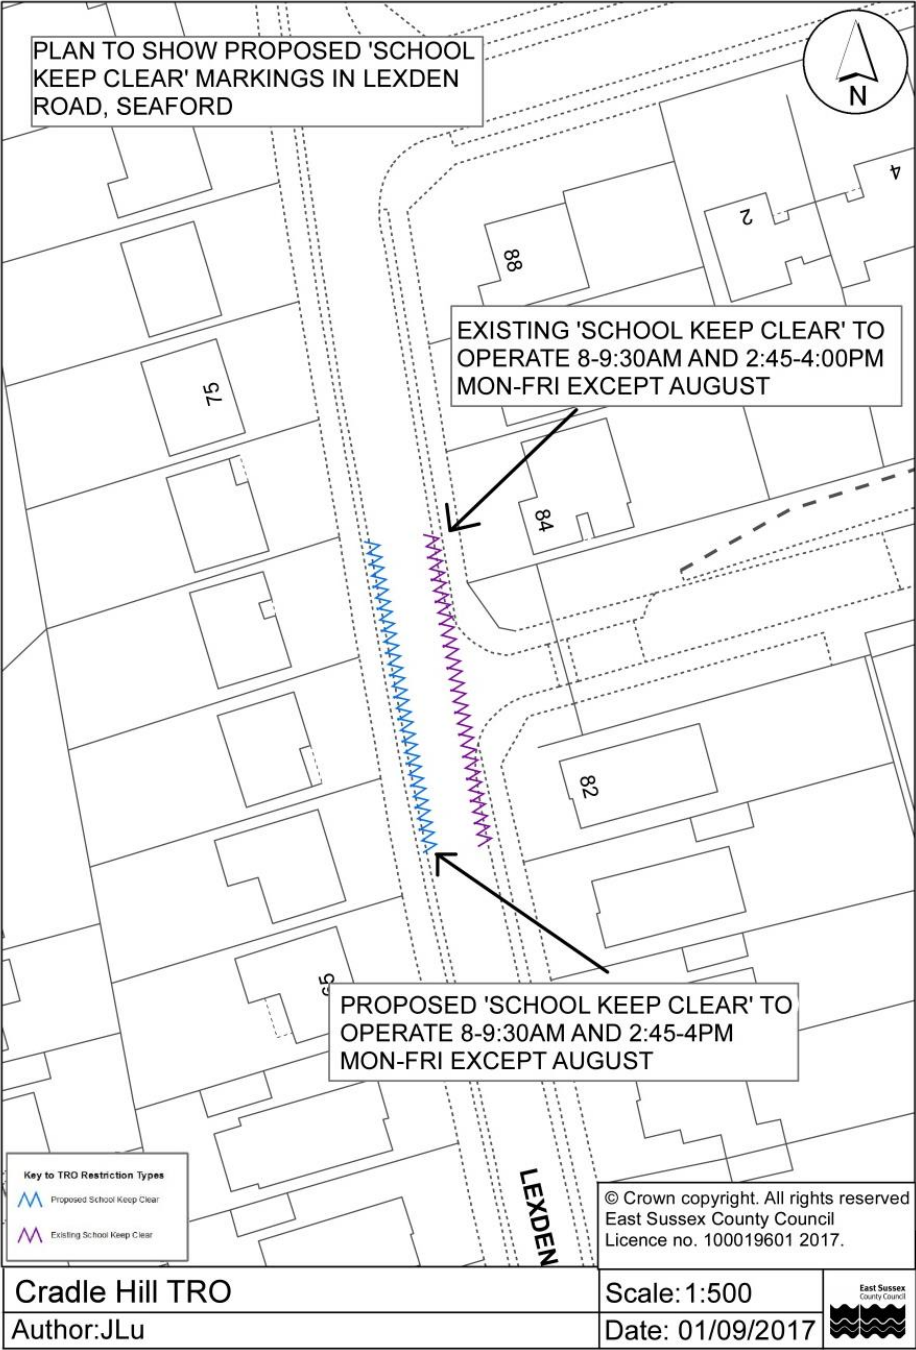 PLAN TO SHOW PROPOSED 'SCHOOL
KEEP CLEAR' MARKINGS IN LEXDEN
ROAD, SEAFORD
N
4
2
88
EXISTING 'SCHOOL KEEP CLEAR' TO
OPERATE 8-9:30AM AND 2:45-4:00PM
MON-FRI EXCEPT AUGUST
75
84
82
65
PROPOSED 'SCHOOL KEEP CLEAR' TO
OPERATE 8-9:30AM AND 2:45-4PM
MON-FRI EXCEPT AUGUST
Key to TRO Restriction Types
Proposed School Keep Clear
Existing School Keep Clear
LEXDEN
© Crown copyright. All rights reserved
East Sussex County Council
Licence no. 100019601 2017.
Cradle Hill TRO
Author:JLu
Scale:1:500
Date: 01/09/2017
East Sussex
County Council